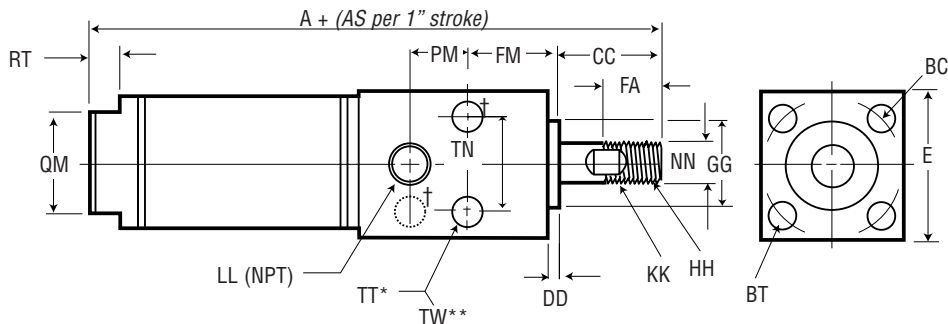 A + (AS per 1” stroke)
RT
PM
FM
CC
FA
BC
†
QM
TN
NN
GG
E
†
LL (NPT)
TT*
TW**
DD
KK
HH
BT